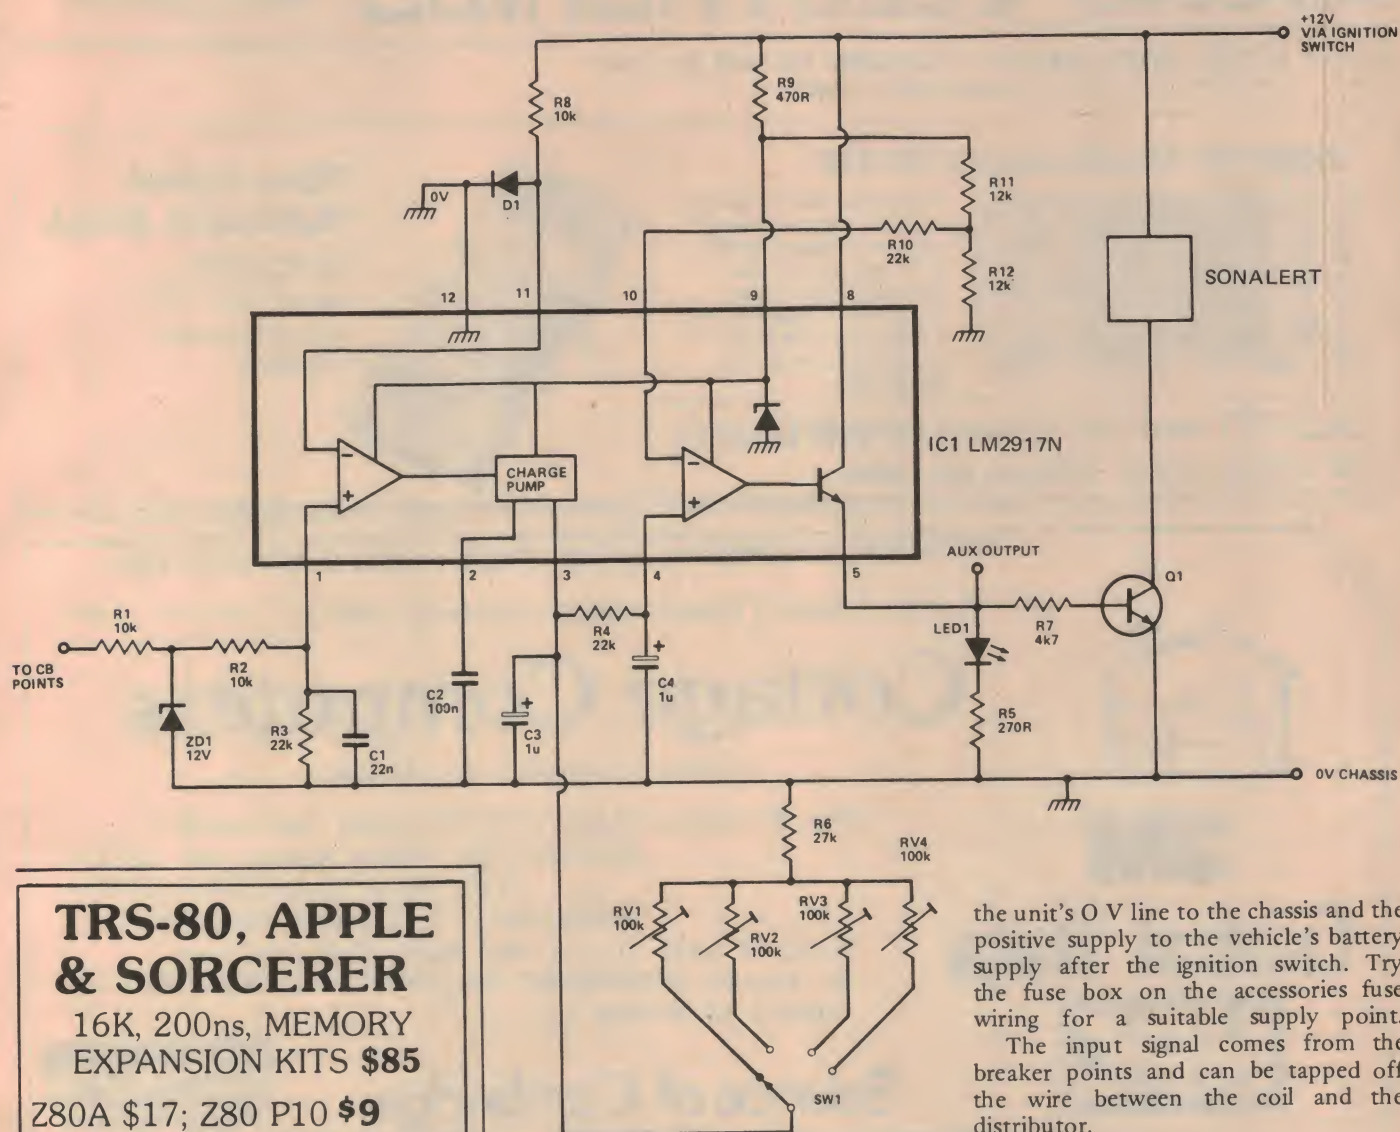 +12V
VIA IGNITION
SWITCH
R9
470R
R8
10k
0V
D1
R11
12k
R10
22k
R12
12k
SONALERT
12
11
10
9
8
IC1 LM2917N
CHARGE
PUMP
−
+
−
+
1
2
3
4
5
AUX OUTPUT
Q1
R1
10k
R2
10k
TO CB
POINTS
R4
22k
LED1
R7
4k7
ZD1
12V
R3
22k
C1
22n
C2
100n
+
C3
1u
+
C4
1u
R5
270R
0V CHASSIS
R6
27k
RV4
100k
RV1
100k
RV2
100k
RV3
100k
SW1
TRS-80, APPLE
& SORCERER
16K, 200ns, MEMORY
EXPANSION KITS $85
Z80A $17; Z80 P10 $9
the unit's O V line to the chassis and the
positive supply to the vehicle's battery
supply after the ignition switch. Try
the fuse box on the accessories fuse
wiring for a suitable supply point.
The input signal comes from the
breaker points and can be tapped off
the wire between the coil and the
distributor.